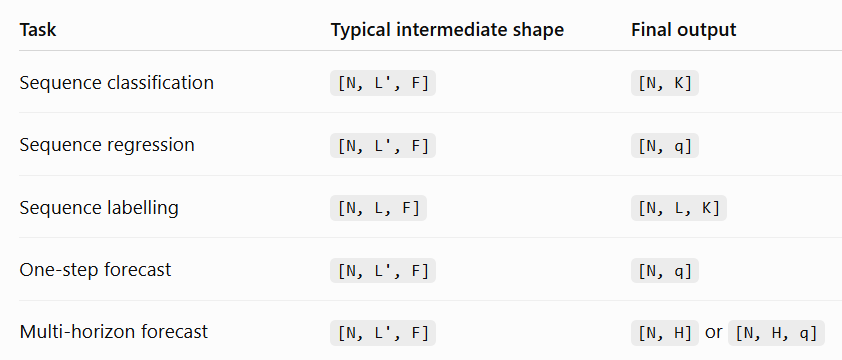 Task Typical intermediate shape Final output
Sequence classification [N, L', F] [N, K]
Sequence regression [N, L', F] [N, q]
Sequence labelling [N, L, F] [N, L, K]
One-step forecast [N, L', F] [N, q]
Multi-horizon forecast [N, L', F] [N, H] or [N, H, q]